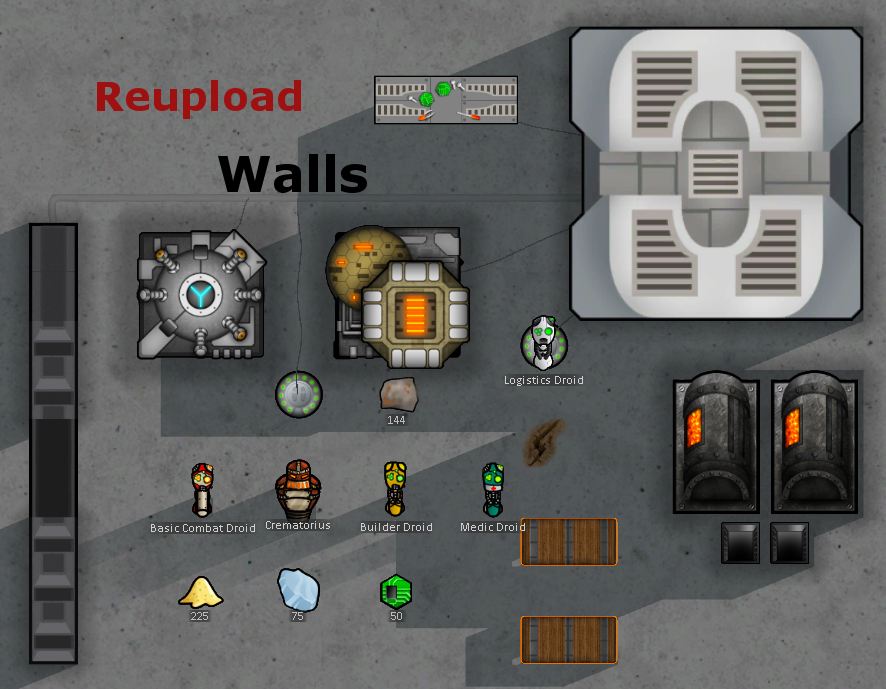 Reupload
Walls
Logistics Droid
144
Basic Combat Droid
Crematorius
Builder Droid
Medic Droid
225
75
50